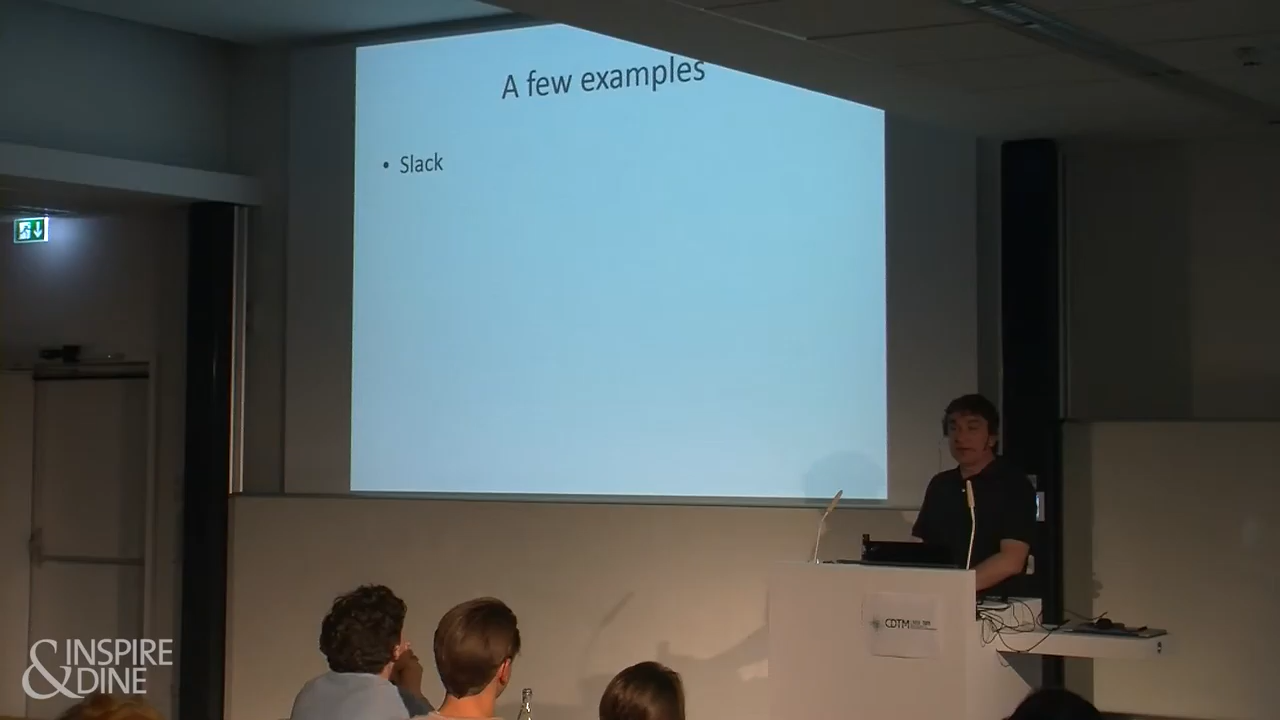 A few examples
• Slack
CDTM
INSPIRE
&DINE